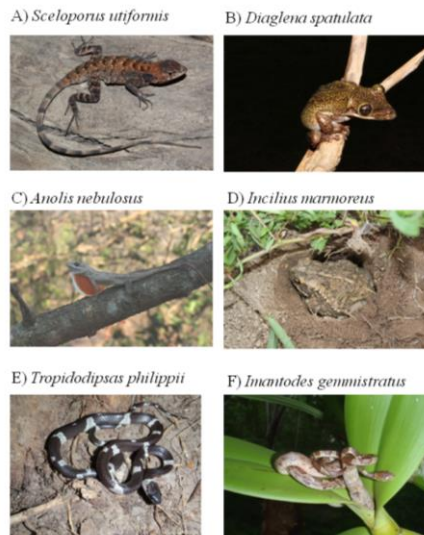 A) Sceloporus utiformis
B) Diaglena spatulata
C) Anolis nebulosus
D) Incilius marmoreus
E) Tropidodipsas philippii
F) Imantodes gemmistratus